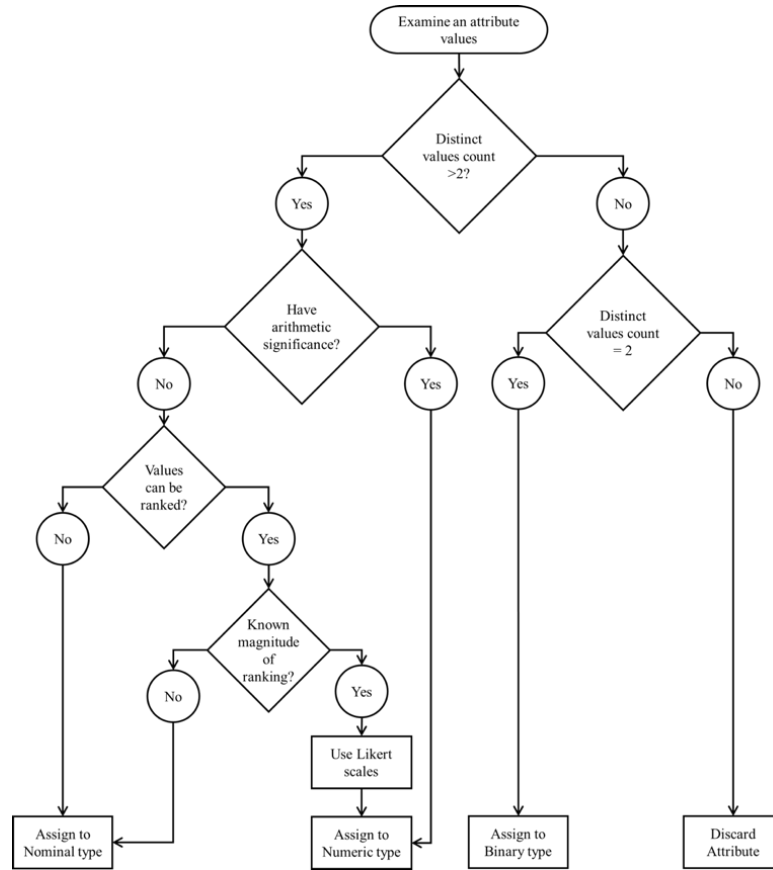 Examine an attribute
values
Distinct
values count
>2?
Yes
No
Have
arithmetic
significance?
Distinct
values count
= 2
No
Yes
Yes
No
Values
can be
ranked?
No
Yes
Known
magnitude
of
ranking?
No
Yes
Use Likert
scales
Assign to
Nominal type
Assign to
Numeric type
Assign to
Binary type
Discard
Attribute